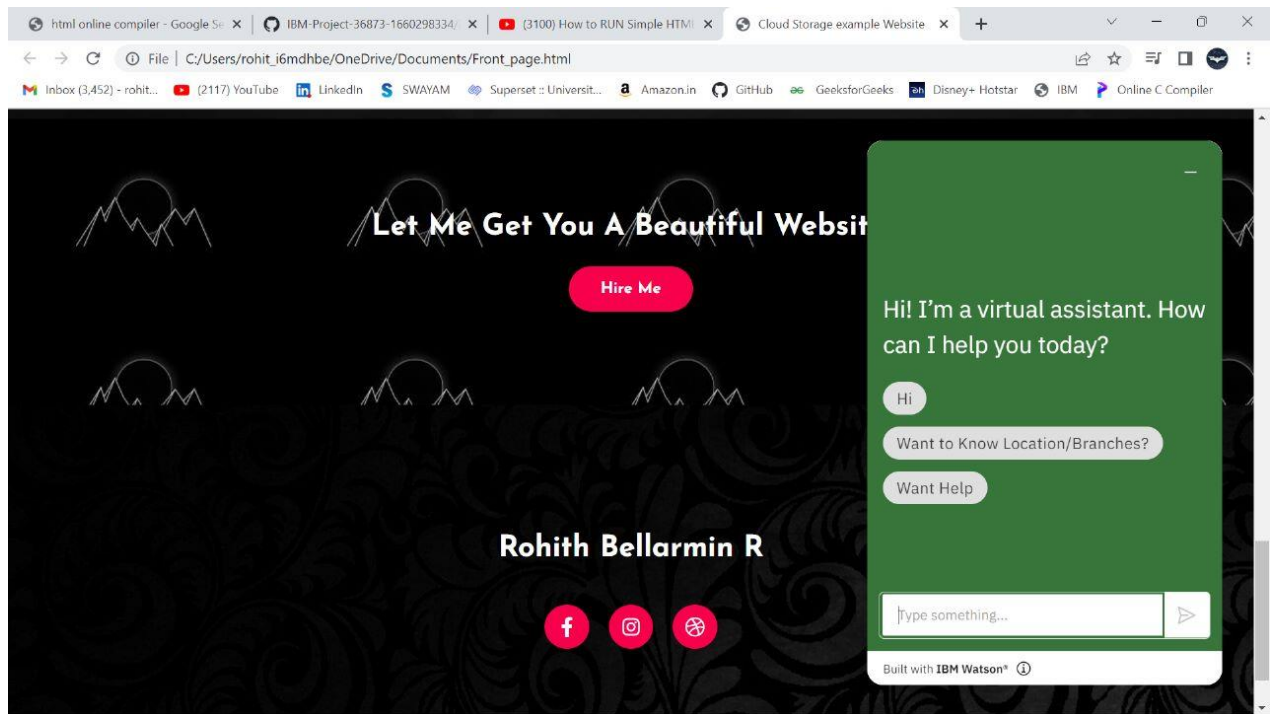 html online compiler - Google Se
IBM-Project-36873-1660298334/
(3100) How to RUN Simple HTMl
Cloud Storage example Website
File | C:/Users/rohit_i6mdhbe/OneDrive/Documents/Front_page.html
Inbox (3,452) - rohit...
(2117) YouTube
LinkedIn
SWAYAM
Superset :: Universit...
Amazon.in
GitHub
GeeksforGeeks
Disney+ Hotstar
IBM
Online C Compiler
Let Me Get You A Beautiful Websit
Hire Me
Rohith Bellarmin R
Hi! I’m a virtual assistant. How
can I help you today?
Hi
Want to Know Location/Branches?
Want Help
Type something...
Built with IBM Watson®